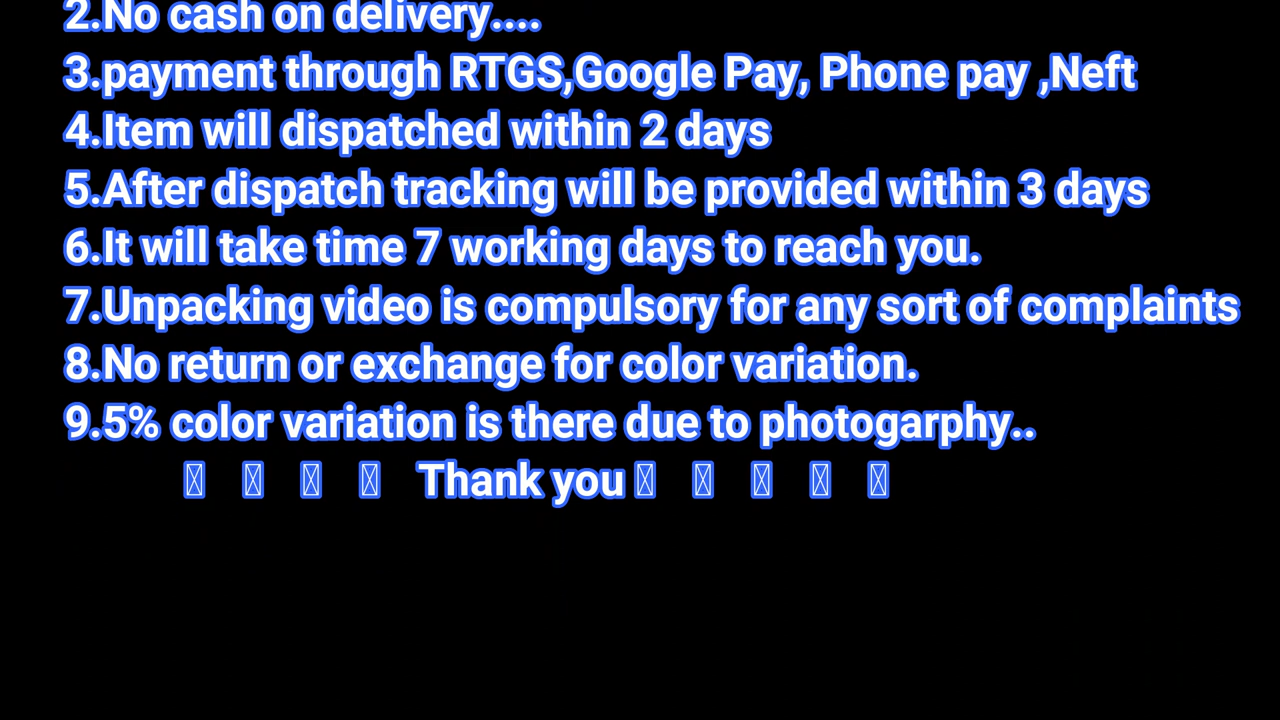 2.No cash on delivery....
3.payment through RTGS,Google Pay, Phone pay ,Neft
4.Item will dispatched within 2 days
5.After dispatch tracking will be provided within 3 days
6.It will take time 7 working days to reach you.
7.Unpacking video is compulsory for any sort of complaints
8.No return or exchange for color variation.
9.5% color variation is there due to photogarphy..
Thank you